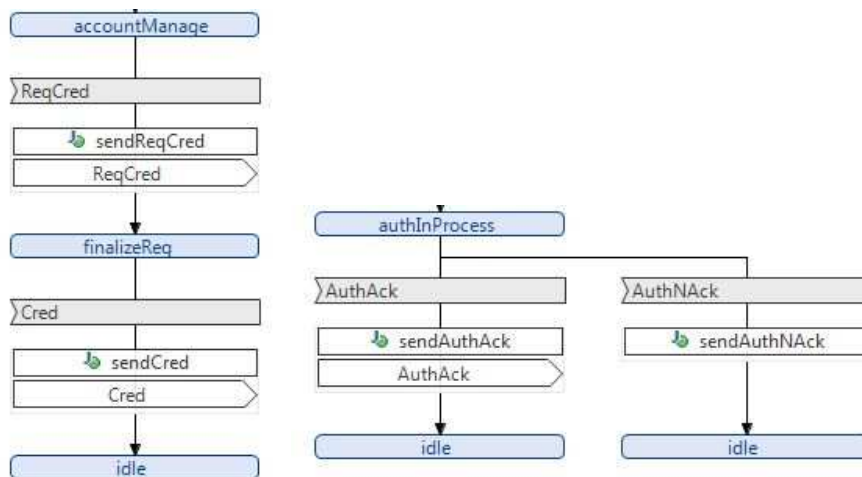 accountManage
ReqCred
sendReqCred
ReqCred
finalizeReq
Cred
sendCred
Cred
idle
authInProcess
AuthAck
sendAuthAck
AuthAck
idle
AuthNAck
sendAuthNAck
idle